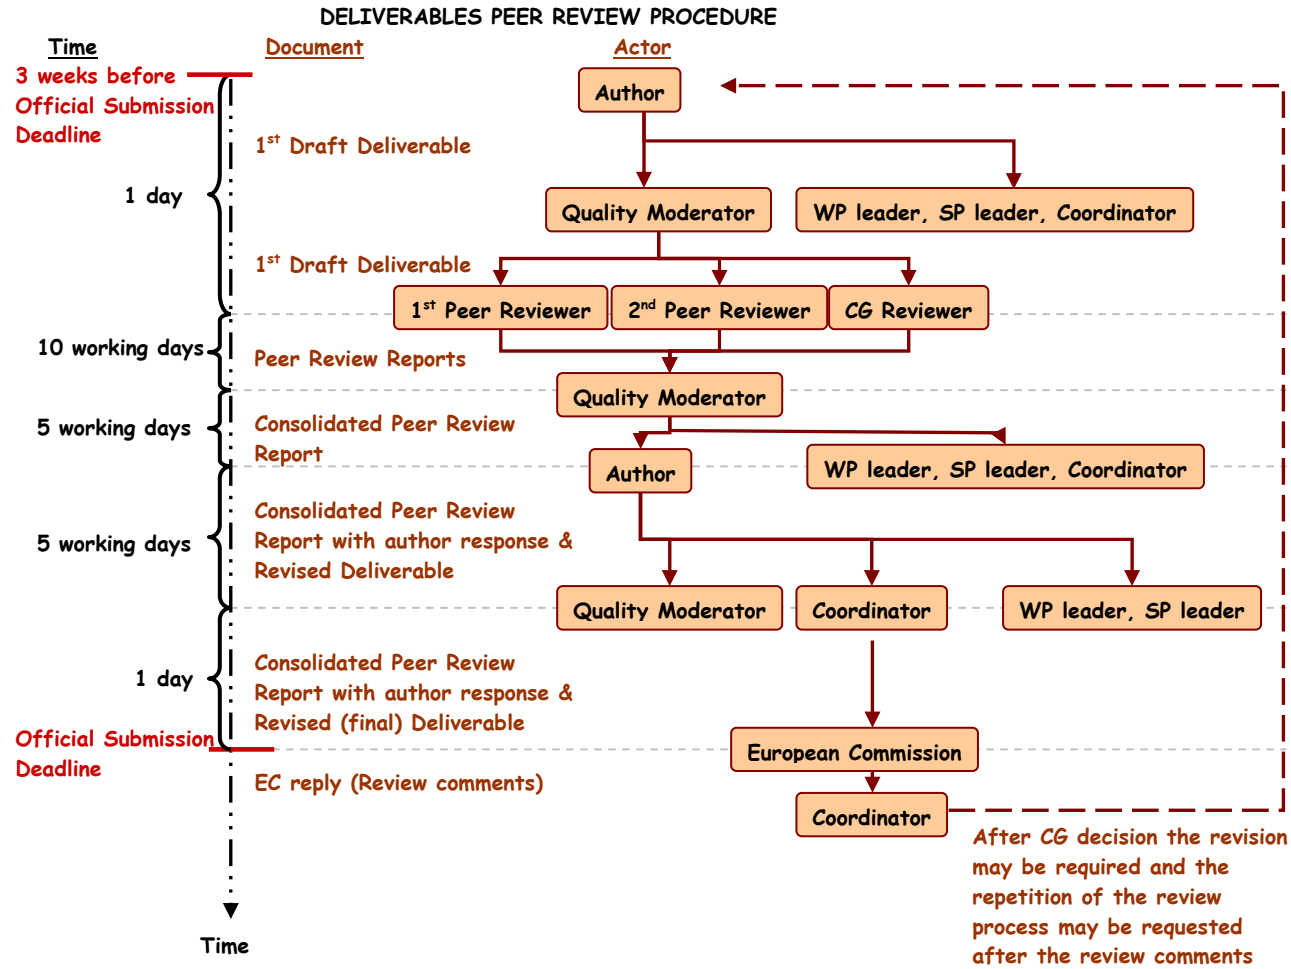 DELIVERABLES PEER REVIEW PROCEDURE
Time
Document
Actor
3 weeks before
Official Submission
Deadline
Author
1st Draft Deliverable
1 day
Quality Moderator
WP leader, SP leader, Coordinator
1st Draft Deliverable
1st Peer Reviewer
2nd Peer Reviewer
CG Reviewer
10 working days
Peer Review Reports
Quality Moderator
5 working days
Consolidated Peer Review
Report
Author
WP leader, SP leader, Coordinator
5 working days
Consolidated Peer Review
Report with author response &
Revised Deliverable
Quality Moderator
Coordinator
WP leader, SP leader
1 day
Consolidated Peer Review
Report with author response &
Revised (final) Deliverable
Official Submission
Deadline
European Commission
EC reply (Review comments)
Coordinator
After CG decision the revision
may be required and the
repetition of the review
process may be requested
after the review comments
Time